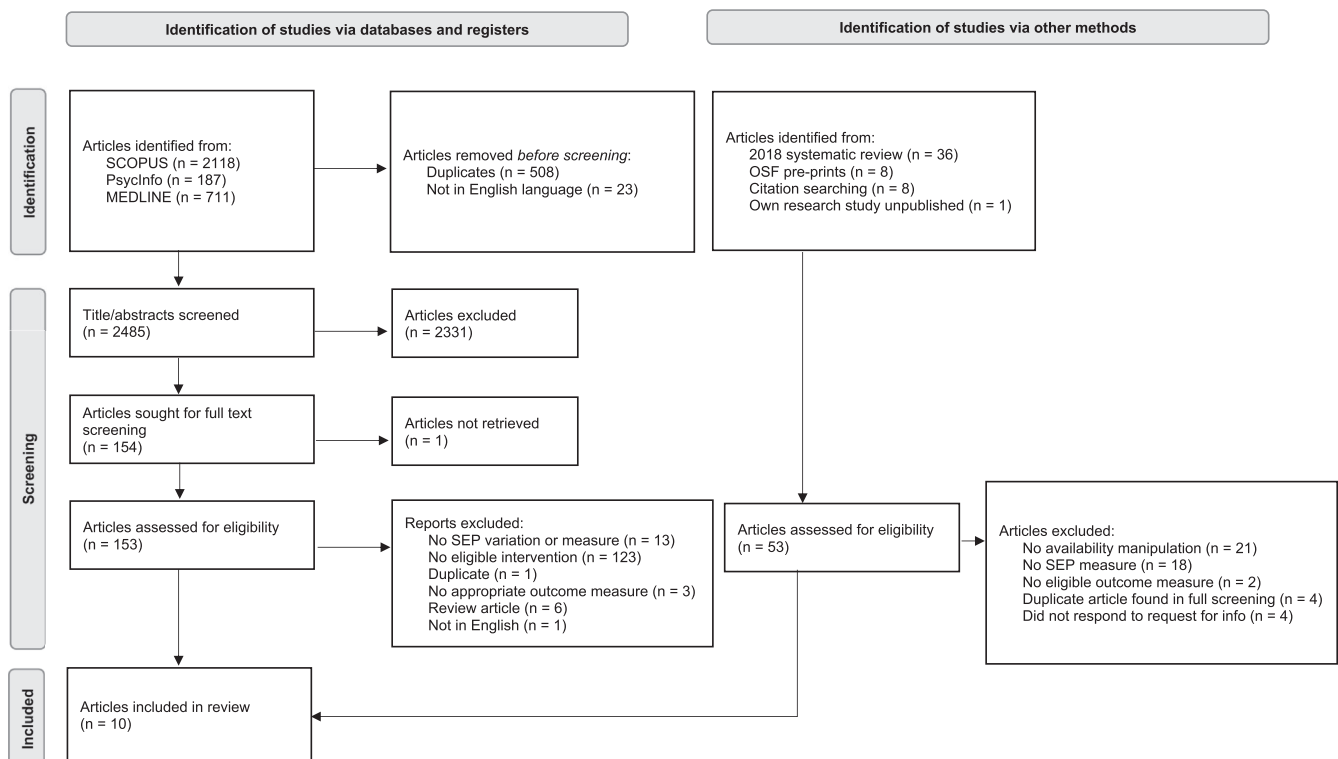 Identification of studies via databases and registers
Identification of studies via other methods
Identification
Articles identified from:
SCOPUS (n = 2118)
PsycInfo (n = 187)
MEDLINE (n = 711)
Articles removed before screening:
Duplicates (n = 508)
Not in English language (n = 23)
Articles identified from:
2018 systematic review (n = 36)
OSF pre-prints (n = 8)
Citation searching (n = 8)
Own research study unpublished (n = 1)
Screening
Title/abstracts screened
(n = 2485)
Articles excluded
(n = 2331)
Articles sought for full text
screening
(n = 154)
Articles not retrieved
(n = 1)
Articles assessed for eligibility
(n = 153)
Reports excluded:
No SEP variation or measure (n = 13)
No eligible intervention (n = 123)
Duplicate (n = 1)
No appropriate outcome measure (n = 3)
Review article (n = 6)
Not in English (n = 1)
Articles assessed for eligibility
(n = 53)
Articles excluded:
No availability manipulation (n = 21)
No SEP measure (n = 18)
No eligible outcome measure (n = 2)
Duplicate article found in full screening (n = 4)
Did not respond to request for info (n = 4)
Included
Articles included in review
(n = 10)